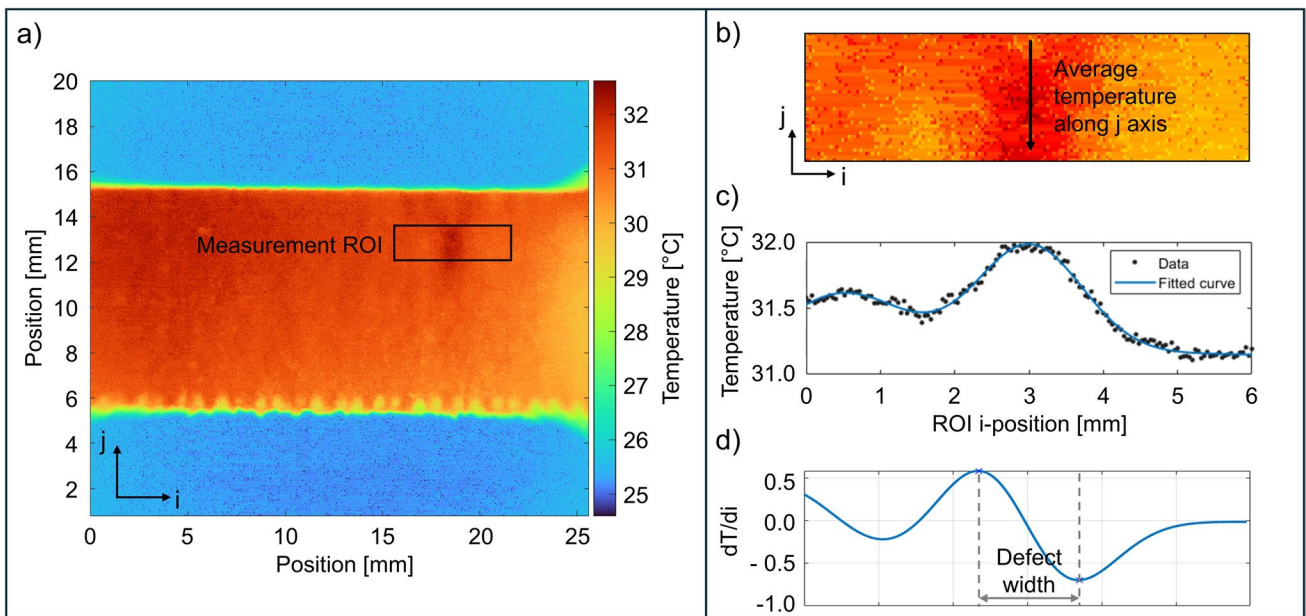 a)
20
18
16
14
12
10
8
6
4
2
Position [mm]
Measurement ROI
j
i
0
5
10
15
20
25
Position [mm]
32
31
30
29
28
27
26
25
Temperature [°C]
b)
Average
temperature
along j axis
j
i
c)
Temperature [°C]
32.0
31.5
31.0
Data
Fitted curve
0
1
2
3
4
5
6
ROI i-position [mm]
d)
dT/di
0.5
0.0
- 0.5
-1.0
Defect
width